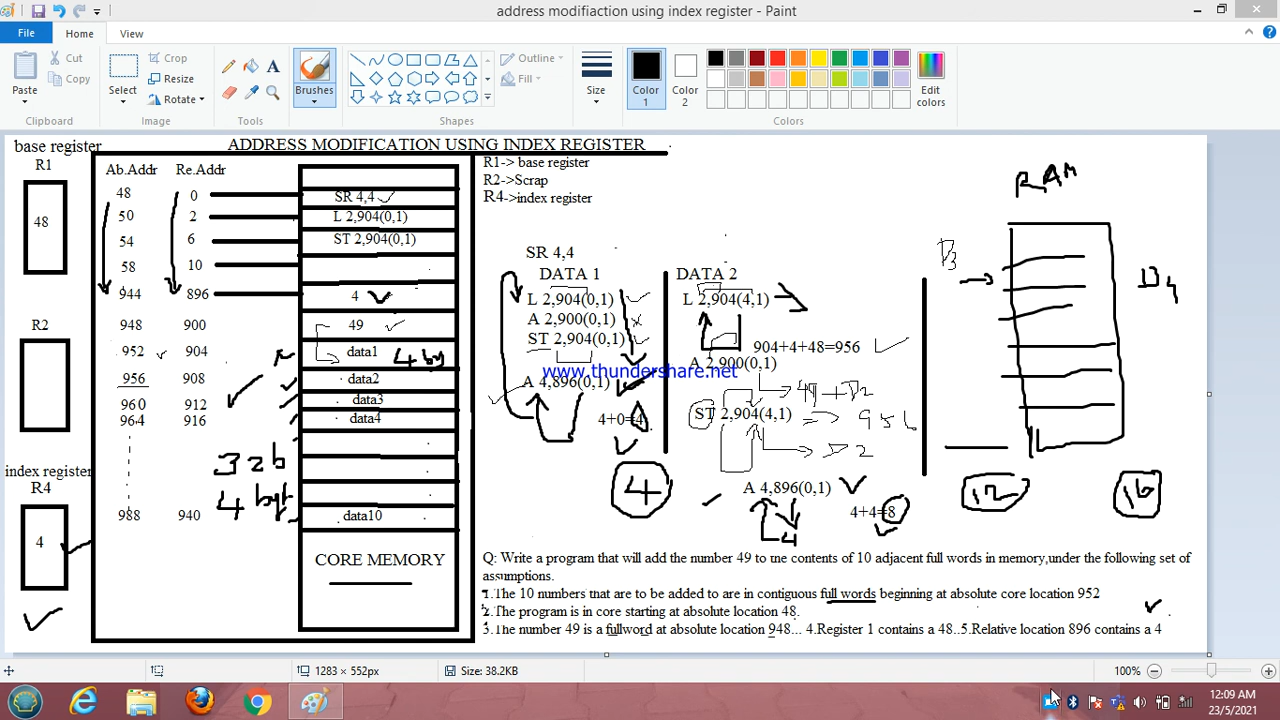 address modifiaction using index register - Paint
File
Home
View
Paste
Cut
Copy
Clipboard
Select
Crop
Resize
Rotate
Image
Tools
Brushes
Outline
Fill
Shapes
Size
Color 1
Color 2
Edit colors
Colors
base register
R1
48
R2
index register
R4
4
ADDRESS MODIFICATION USING INDEX REGISTER
Ab.Addr Re.Addr
48 0 SR 4,4
50 2 L 2,904(0,1)
54 6 ST 2,904(0,1)
58 10
944 896 4
948 900 49
952 904 data1 4 by
956 908 data2
960 912 data3
964 916 data4
32b
4 byt
988 940 data10
CORE MEMORY
R1-> base register
R2->Scrap
R4->index register
SR 4,4
DATA 1
L 2,904(0,1)
A 2,900(0,1)
ST 2,904(0,1)
A 4,896(0,1)
4+0=4
4
DATA 2
L 2,904(4,1)
904+4+48=956
A 2,900(0,1)
49+D2
ST 2,904(4,1)
956
D2
A 4,896(0,1)
4
4+4=8
www.thundershare.net
RAM
D3
D4
12
16
Q: Write a program that will add the number 49 to the contents of 10 adjacent full words in memory,under the following set of
assumptions.
1.The 10 numbers that are to be added to are in contiguous full words beginning at absolute core location 952
2.The program is in core starting at absolute location 48.
3.The number 49 is a fullword at absolute location 948... 4.Register 1 contains a 48..5.Relative location 896 contains a 4
1283 × 552px
Size: 38.2KB
100%
12:09 AM
23/5/2021